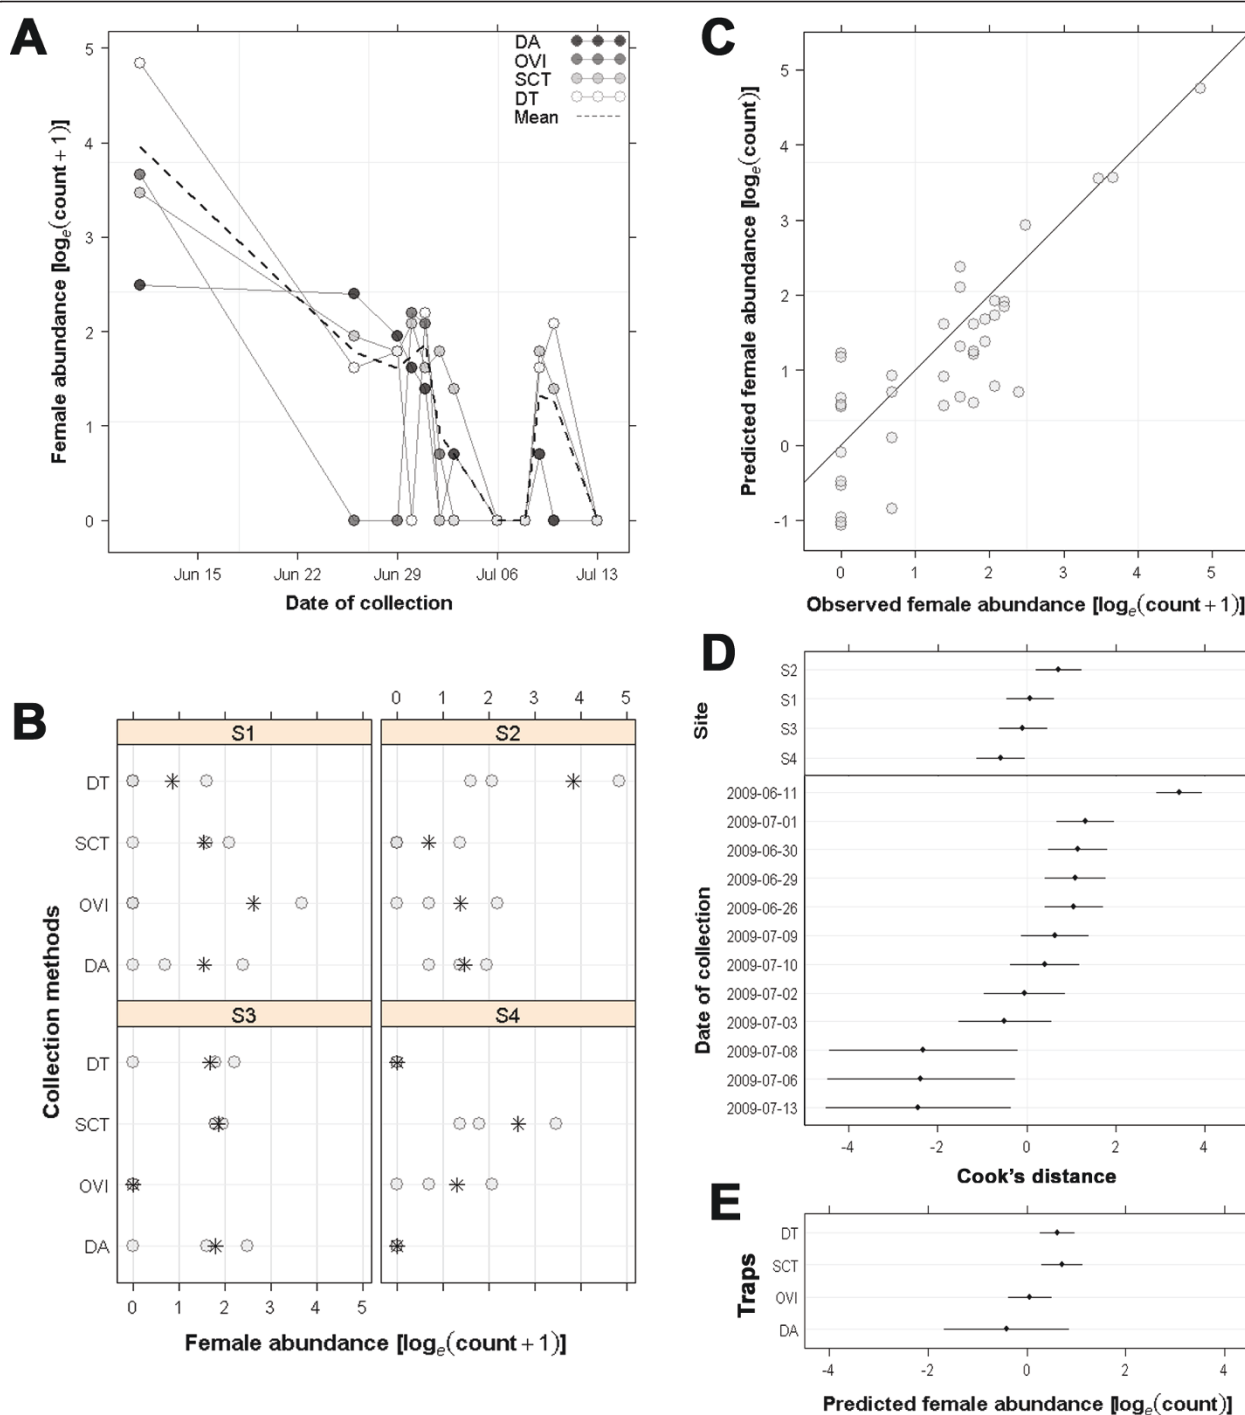 A
DA
OVI
SCT
DT
Mean
Female abundance [logₑ(count+1)]
5
4
3
2
1
0
Jun 15 Jun 22 Jun 29 Jul 06 Jul 13
Date of collection
C
Predicted female abundance [logₑ(count)]
5
4
3
2
1
0
-1
0 1 2 3 4 5
Observed female abundance [logₑ(count+1)]
B
0 1 2 3 4 5
S1 S2
Collection methods
DT
SCT
OVI
DA
S3 S4
DT
SCT
OVI
DA
0 1 2 3 4 5
Female abundance [logₑ(count+1)]
D
Site
S2
S1
S3
S4
Date of collection
2009-06-11
2009-07-01
2009-06-30
2009-06-29
2009-06-26
2009-07-09
2009-07-10
2009-07-02
2009-07-03
2009-07-08
2009-07-06
2009-07-13
-4 -2 0 2 4
Cook's distance
E
Traps
DT
SCT
OVI
DA
-4 -2 0 2 4
Predicted female abundance [logₑ(count)]